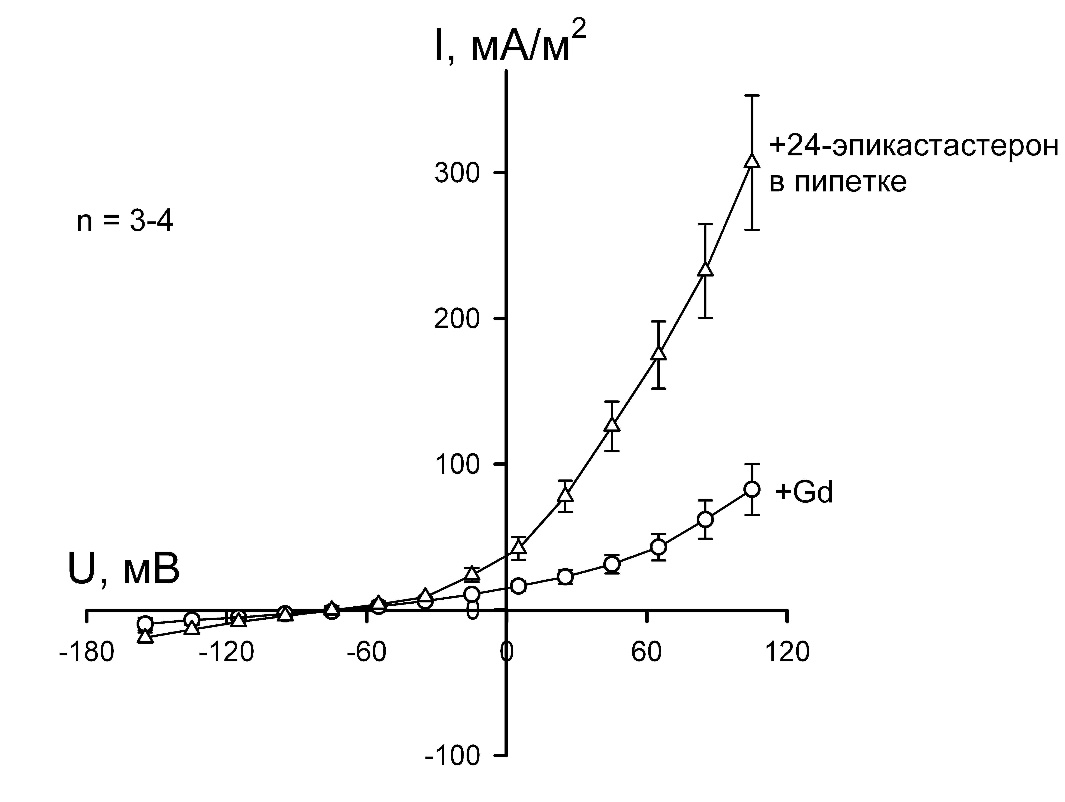 I, мА/м²
+24-эпикастастерон
в пипетке
300
n = 3-4
200
100
+Gd
U, мВ
0
-180 -120 -60 0 60 120
-100